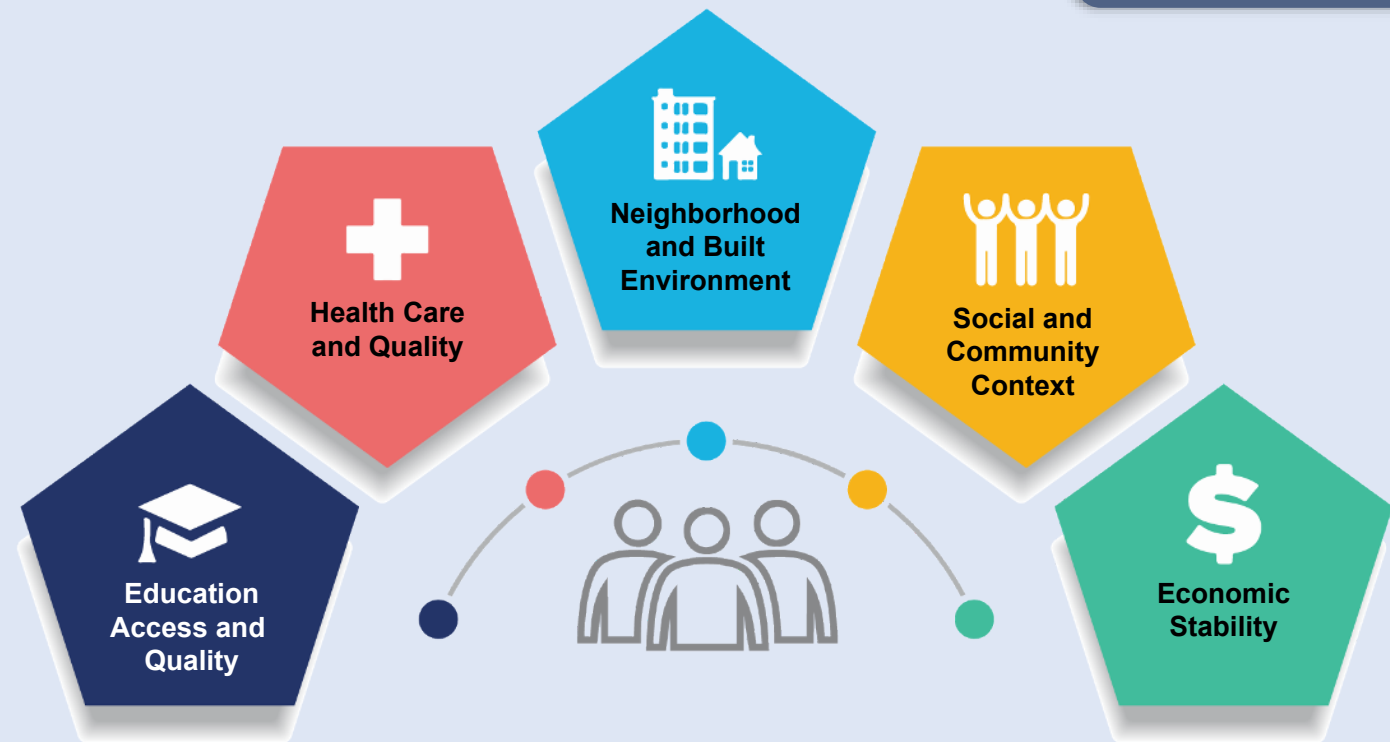 Education
Access and
Quality
Health Care
and Quality
Neighborhood
and Built
Environment
Social and
Community
Context
$
Economic
Stability